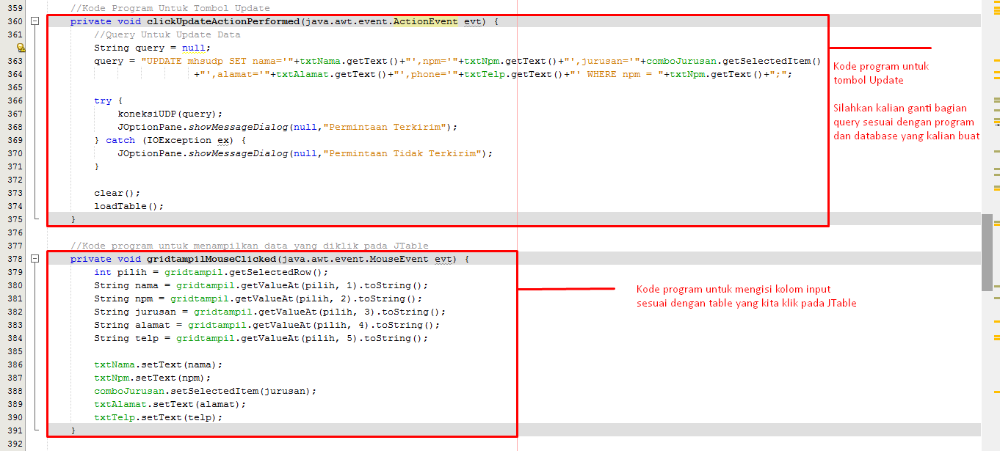 359 //Kode Program Untuk Tombol Update
360 private void clickUpdateActionPerformed(java.awt.event.ActionEvent evt) {
361 //Query Untuk Update Data
String query = null;
363 query = "UPDATE mhsudp SET nama='"+txtNama.getText()+"',npm='"+txtNpm.getText()+"',jurusan='"+comboJurusan.getSelectedItem()
364 +"',alamat='"+txtAlamat.getText()+"',phone='"+txtTelp.getText()+"' WHERE npm = "+txtNpm.getText()+";";
365
366 try {
367 koneksiUDP(query);
368 JOptionPane.showMessageDialog(null,"Permintaan Terkirim");
369 } catch (IOException ex) {
370 JOptionPane.showMessageDialog(null,"Permintaan Tidak Terkirim");
371 }
372
373 clear();
374 loadTable();
375 }
376
Kode program untuk
tombol Update
Silahkan kalian ganti bagian
query sesuai dengan program
dan database yang kalian buat
377 //Kode program untuk menampilkan data yang diklik pada JTable
378 private void gridtampilMouseClicked(java.awt.event.MouseEvent evt) {
379 int pilih = gridtampil.getSelectedRow();
380 String nama = gridtampil.getValueAt(pilih, 1).toString();
381 String npm = gridtampil.getValueAt(pilih, 2).toString();
382 String jurusan = gridtampil.getValueAt(pilih, 3).toString();
383 String alamat = gridtampil.getValueAt(pilih, 4).toString();
384 String telp = gridtampil.getValueAt(pilih, 5).toString();
385
386 txtNama.setText(nama);
387 txtNpm.setText(npm);
388 comboJurusan.setSelectedItem(jurusan);
389 txtAlamat.setText(alamat);
390 txtTelp.setText(telp);
391 }
392
Kode program untuk mengisi kolom input
sesuai dengan table yang kita klik pada JTable